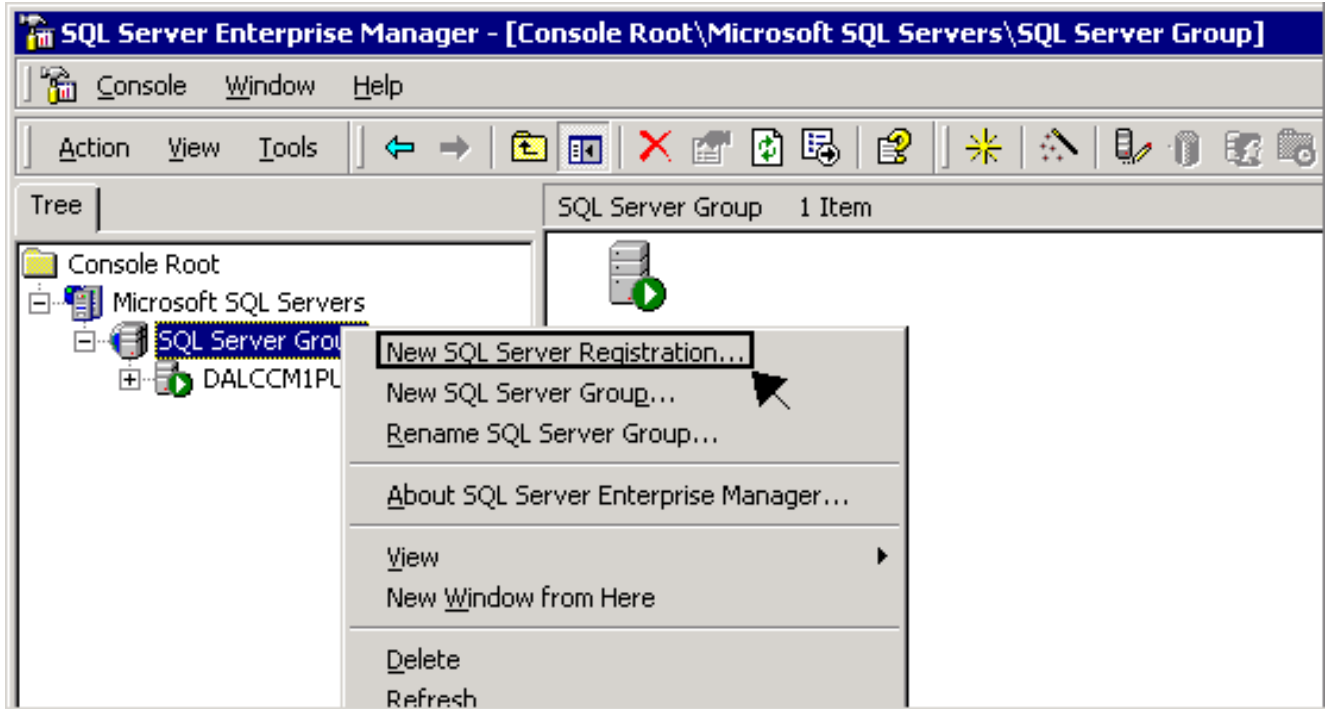 SQL Server Enterprise Manager - [Console Root\Microsoft SQL Servers\SQL Server Group]
Console Window Help
Action View Tools
Tree
SQL Server Group 1 Item
Console Root
Microsoft SQL Servers
SQL Server Grou
DALCCM1PU
New SQL Server Registration...
New SQL Server Group...
Rename SQL Server Group...
About SQL Server Enterprise Manager...
View
New Window from Here
Delete
Refresh